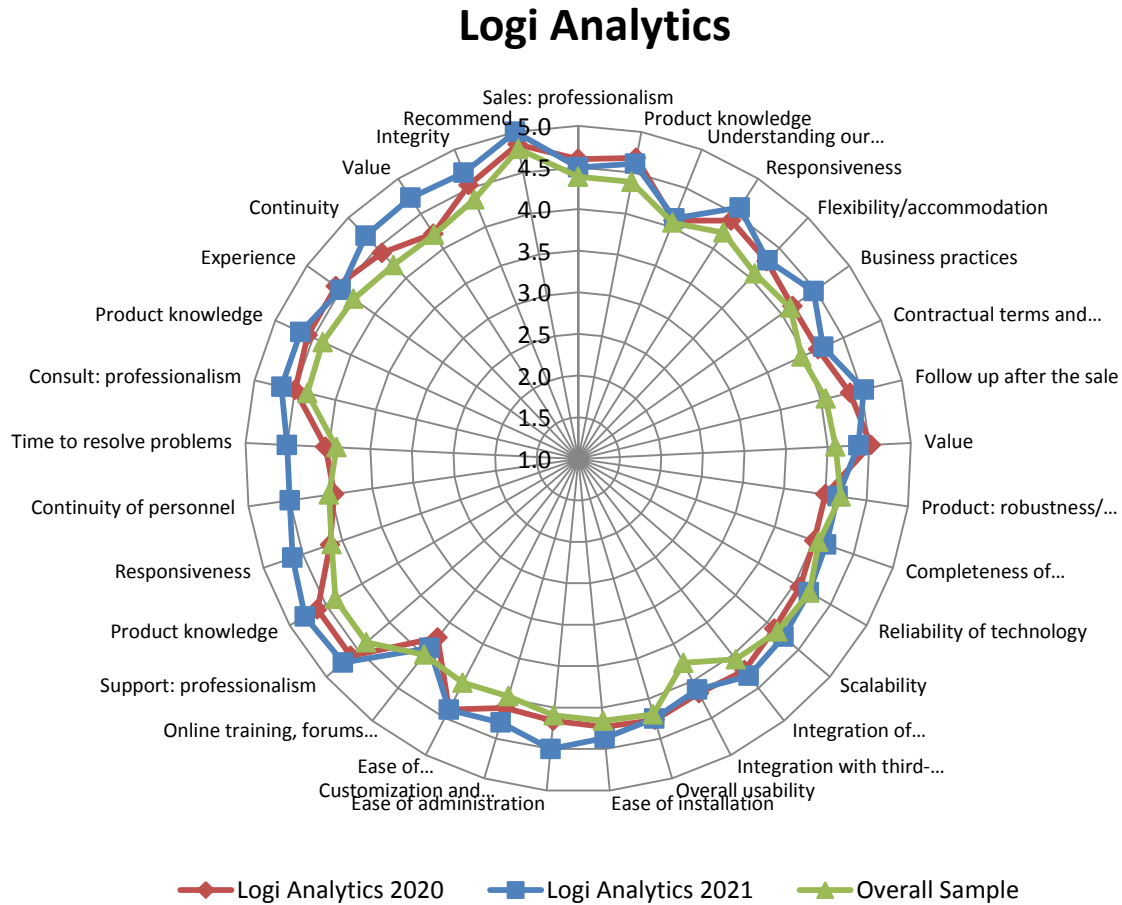 Logi Analytics
Sales: professionalism
Product knowledge
Understanding our...
Responsiveness
Flexibility/accommodation
Business practices
Contractual terms and...
Follow up after the sale
Value
Product: robustness/...
Completeness of...
Reliability of technology
Scalability
Integration of...
Integration with third-...
Overall usability
Ease of installation
Ease of administration
Customization and...
Ease of...
Online training, forums...
Support: professionalism
Product knowledge
Responsiveness
Continuity of personnel
Time to resolve problems
Consult: professionalism
Product knowledge
Experience
Continuity
Value
Integrity
Recommend
5.0
4.5
4.0
3.5
3.0
2.5
2.0
1.5
1.0
Logi Analytics 2020
Logi Analytics 2021
Overall Sample